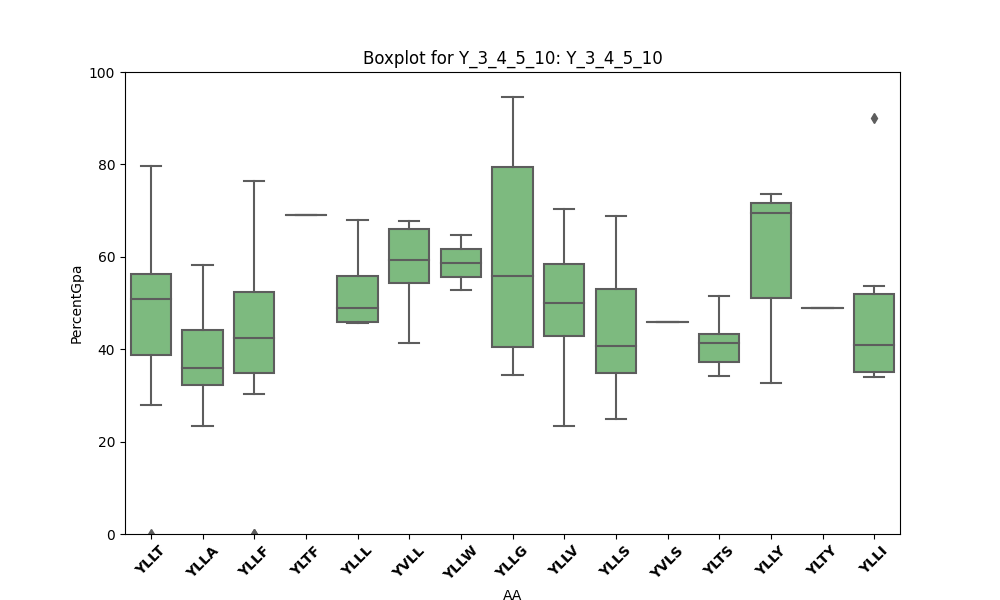 Boxplot for Y_3_4_5_10: Y_3_4_5_10
100
80
60
40
20
0
PercentGpa
YLLT YLLA YLLF YLTF YLLL YVLL YLLW YLLG YLLV YLLS YVLS YLTS YLLY YLTY YLLI
AA